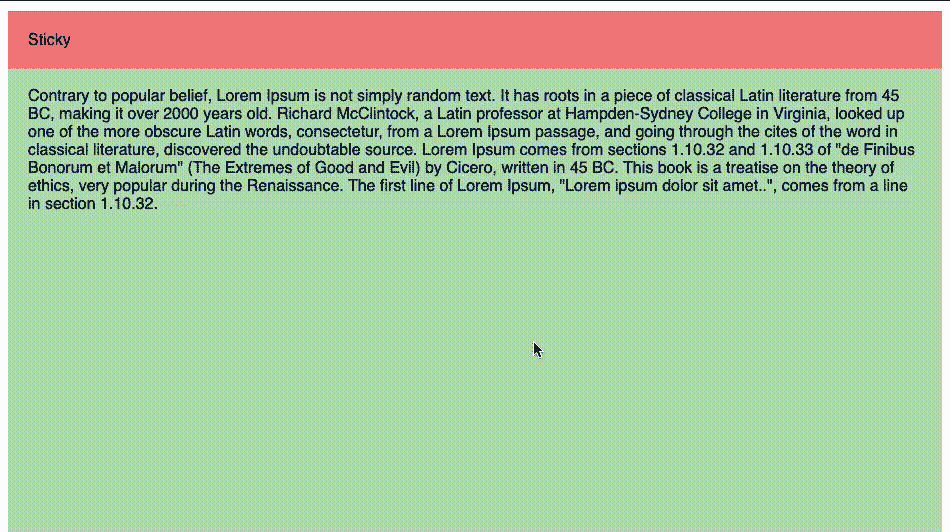 Sticky
Contrary to popular belief, Lorem Ipsum is not simply random text. It has roots in a piece of classical Latin literature from 45
BC, making it over 2000 years old. Richard McClintock, a Latin professor at Hampden-Sydney College in Virginia, looked up
one of the more obscure Latin words, consectetur, from a Lorem Ipsum passage, and going through the cites of the word in
classical literature, discovered the undoubtable source. Lorem Ipsum comes from sections 1.10.32 and 1.10.33 of "de Finibus
Bonorum et Malorum" (The Extremes of Good and Evil) by Cicero, written in 45 BC. This book is a treatise on the theory of
ethics, very popular during the Renaissance. The first line of Lorem Ipsum, "Lorem ipsum dolor sit amet..", comes from a line
in section 1.10.32.